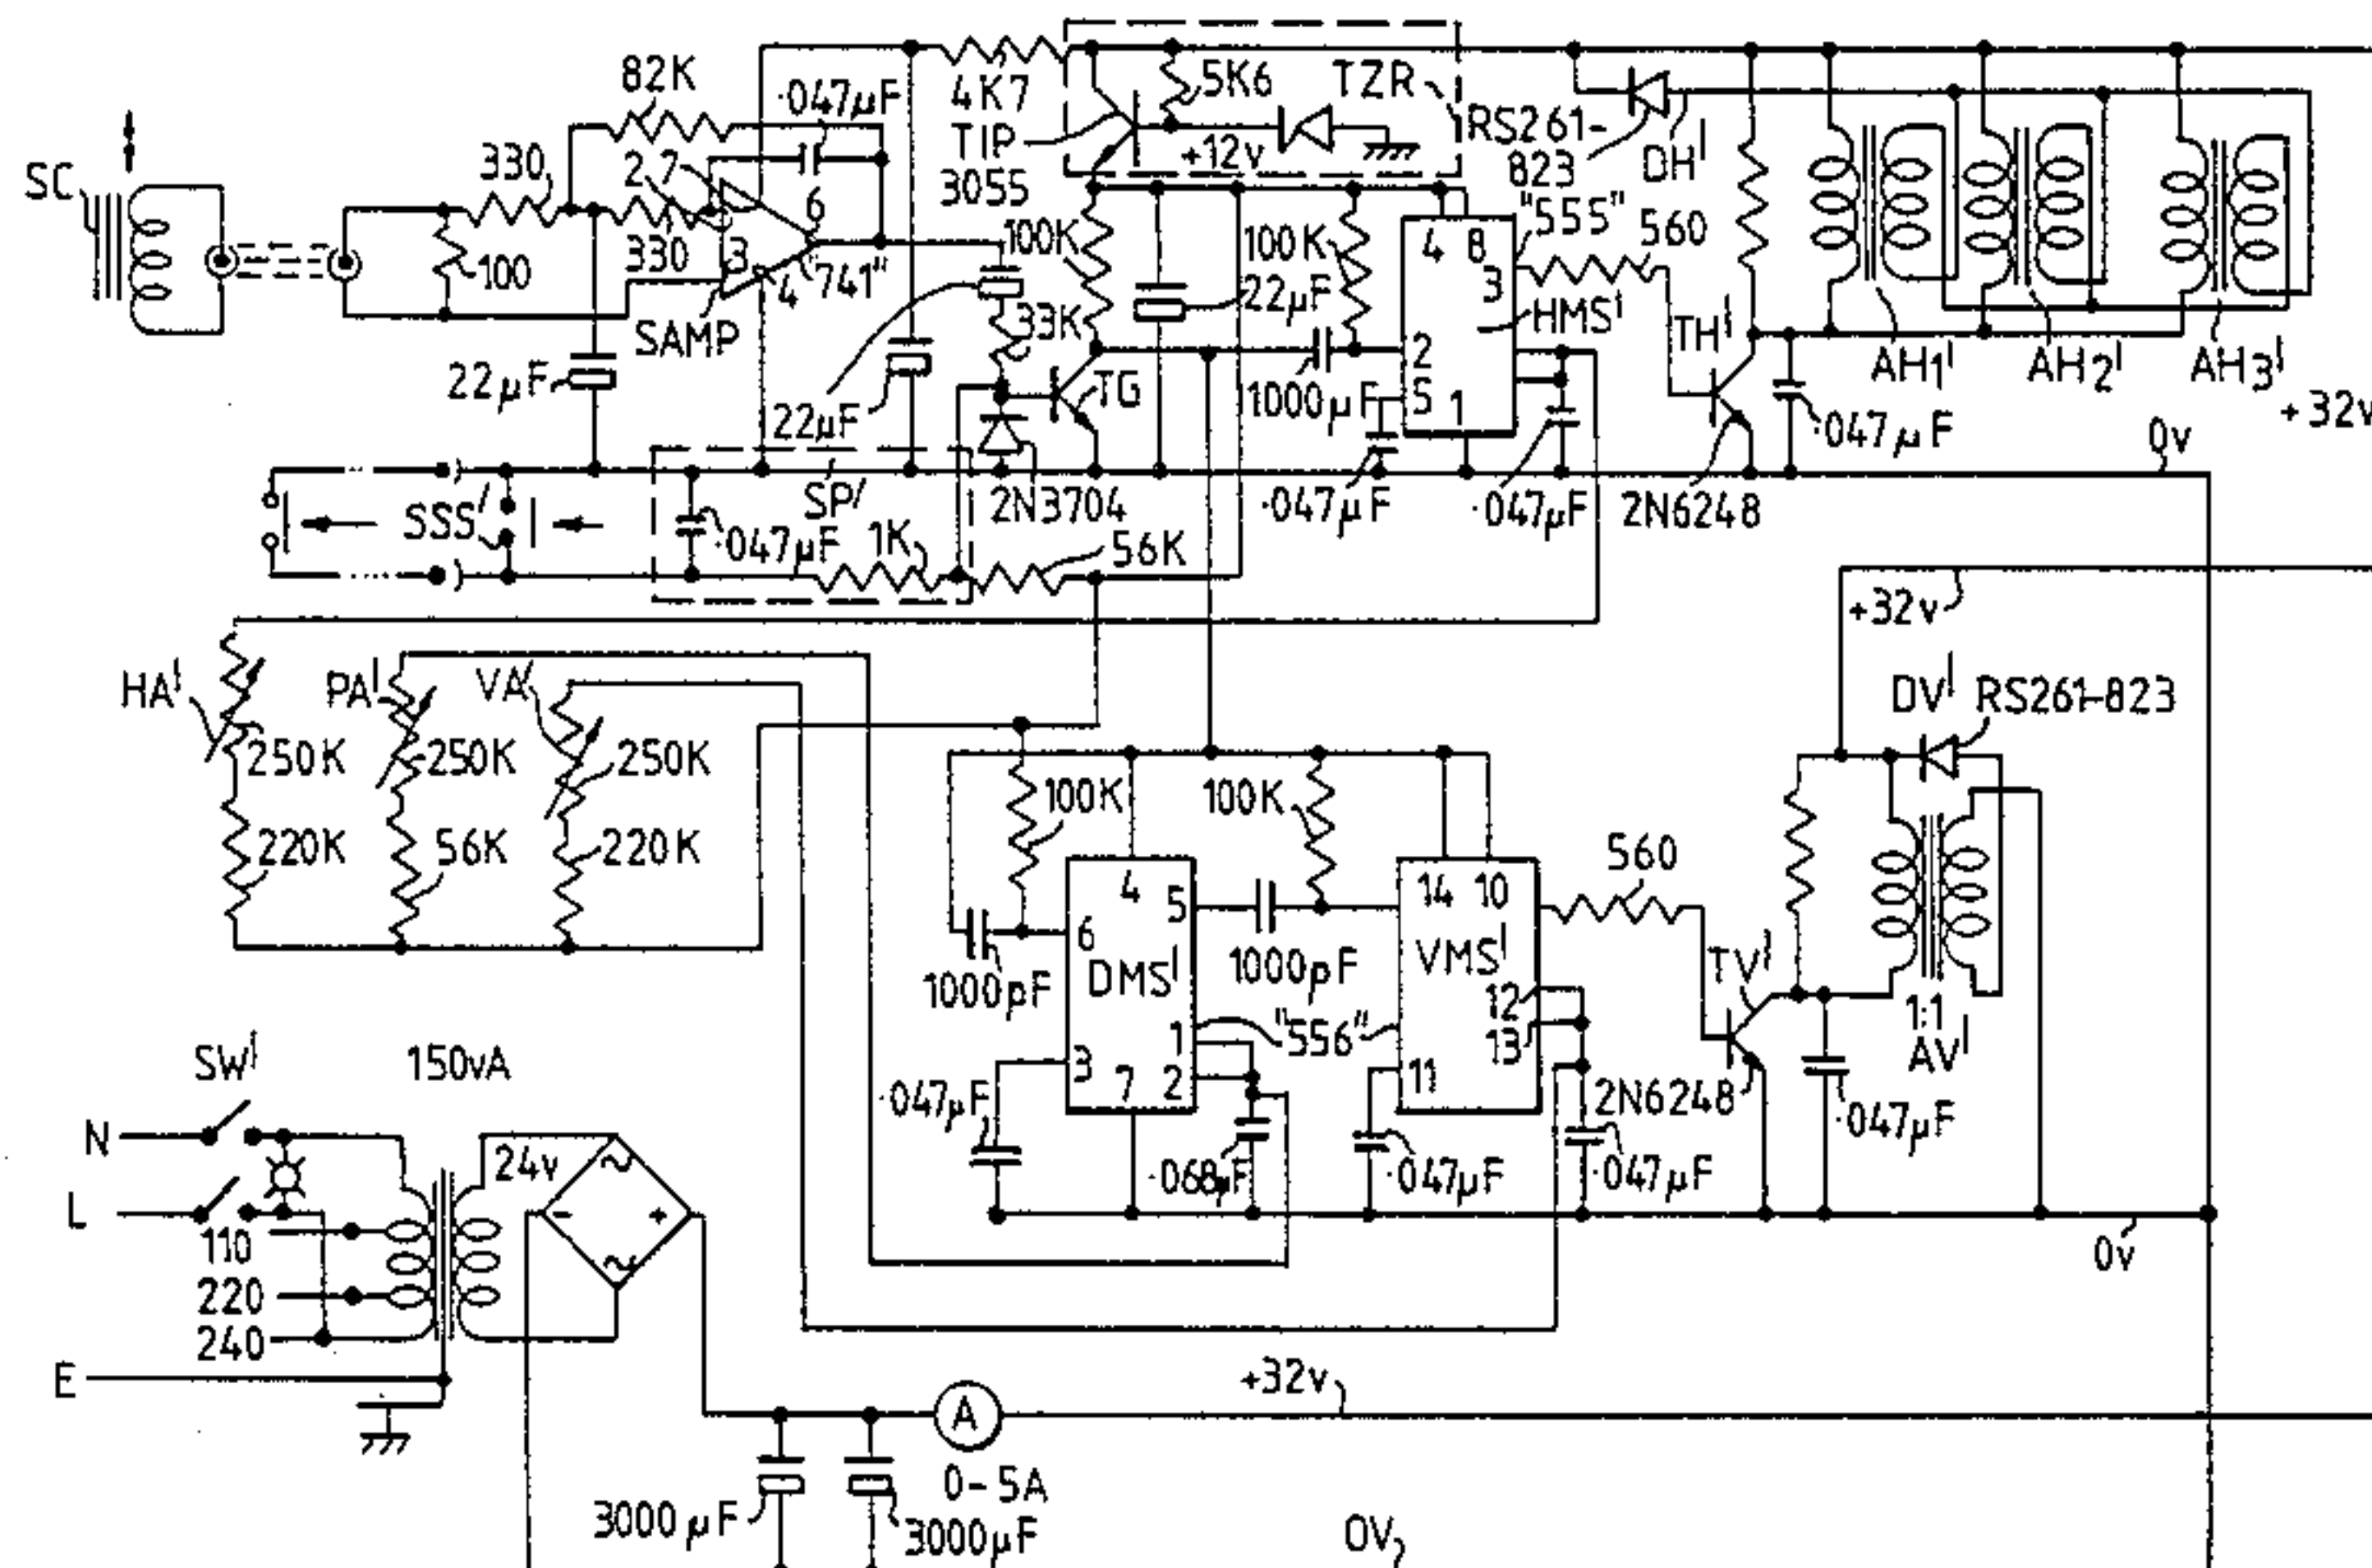 82K
·047µF
4K7
5K6
TZR
TIP
3055
+12v
RS261-
823
DH'
SC
330
2
7
6
330
3
4
"741"
100
SAMP
22µF
100K
33K
22µF
TG
22µF
100K
1000µF
4 8
"555"
560
3
HMS'
2
5 1
TH'
AH1'
AH2'
AH3'
+32v
·047µF
0v
·047µF
·047µF
2N6248
2N3704
SP'
SSS'
·047µF
1K
56K
+32v
HA'
PA'
VA'
250K
250K
250K
220K
56K
220K
DV'
RS261-823
100K
100K
560
4
5
6
DMS'
1000pF
1000pF
14 10
VMS'
12
13
11
TV'
1:1
AV'
"556"
1
2
3
7
·047µF
·068µF
·047µF
·047µF
2N6248
·047µF
0v
SW'
150vA
N
24v
L
110
220
240
E
- +
+32v
A
0-5A
3000µF
3000µF
0V